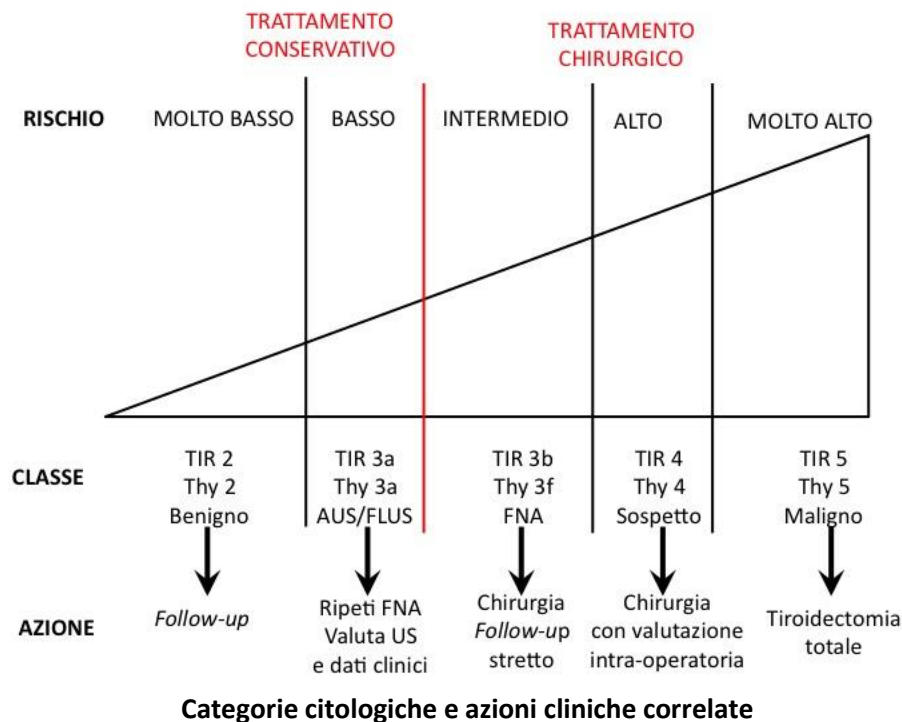 TRATTAMENTO
CONSERVATIVO
TRATTAMENTO
CHIRURGICO
RISCHIO MOLTO BASSO BASSO INTERMEDIO ALTO MOLTO ALTO
CLASSE
TIR 2
Thy 2
Benigno
TIR 3a
Thy 3a
AUS/FLUS
TIR 3b
Thy 3f
FNA
TIR 4
Thy 4
Sospetto
TIR 5
Thy 5
Maligno
AZIONE
Follow-up
Ripeti FNA
Valuta US
e dati clinici
Chirurgia
Follow-up
stretto
Chirurgia
con valutazione
intra-operatoria
Tiroidectomia
totale
Categorie citologiche e azioni cliniche correlate